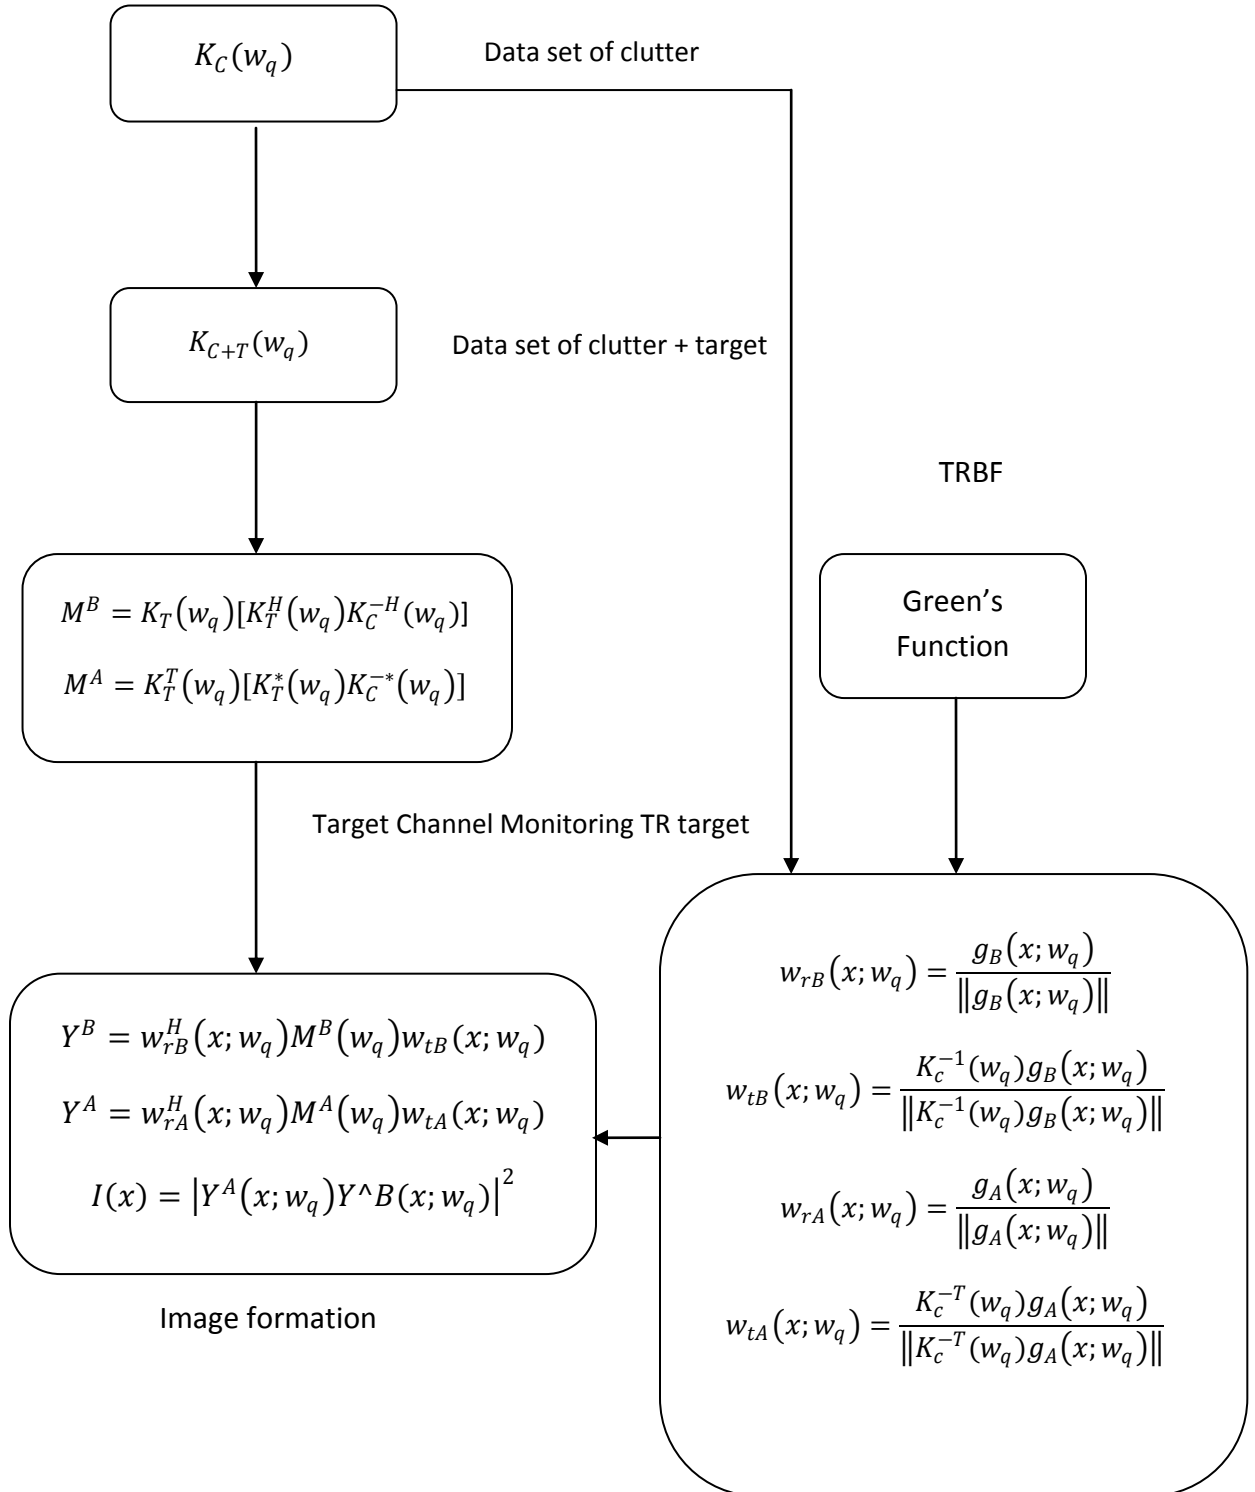 K_C(w_q)
Data set of clutter
K_{C+T}(w_q)
Data set of clutter + target
TRBF
M^B = K_T(w_q)[K_T^H(w_q)K_C^{-H}(w_q)]
M^A = K_T^T(w_q)[K_T^*(w_q)K_C^{-*}(w_q)]
Green's
Function
Target Channel Monitoring TR target
Y^B = w_{rB}^H(x; w_q)M^B(w_q)w_{tB}(x; w_q)
Y^A = w_{rA}^H(x; w_q)M^A(w_q)w_{tA}(x; w_q)
I(x) = |Y^A(x; w_q)Y^B(x; w_q)|^2
Image formation
w_{rB}(x; w_q) = \frac{g_B(x; w_q)}{‖g_B(x; w_q)‖}
w_{tB}(x; w_q) = \frac{K_c^{-1}(w_q)g_B(x; w_q)}{‖K_c^{-1}(w_q)g_B(x; w_q)‖}
w_{rA}(x; w_q) = \frac{g_A(x; w_q)}{‖g_A(x; w_q)‖}
w_{tA}(x; w_q) = \frac{K_c^{-T}(w_q)g_A(x; w_q)}{‖K_c^{-T}(w_q)g_A(x; w_q)‖}